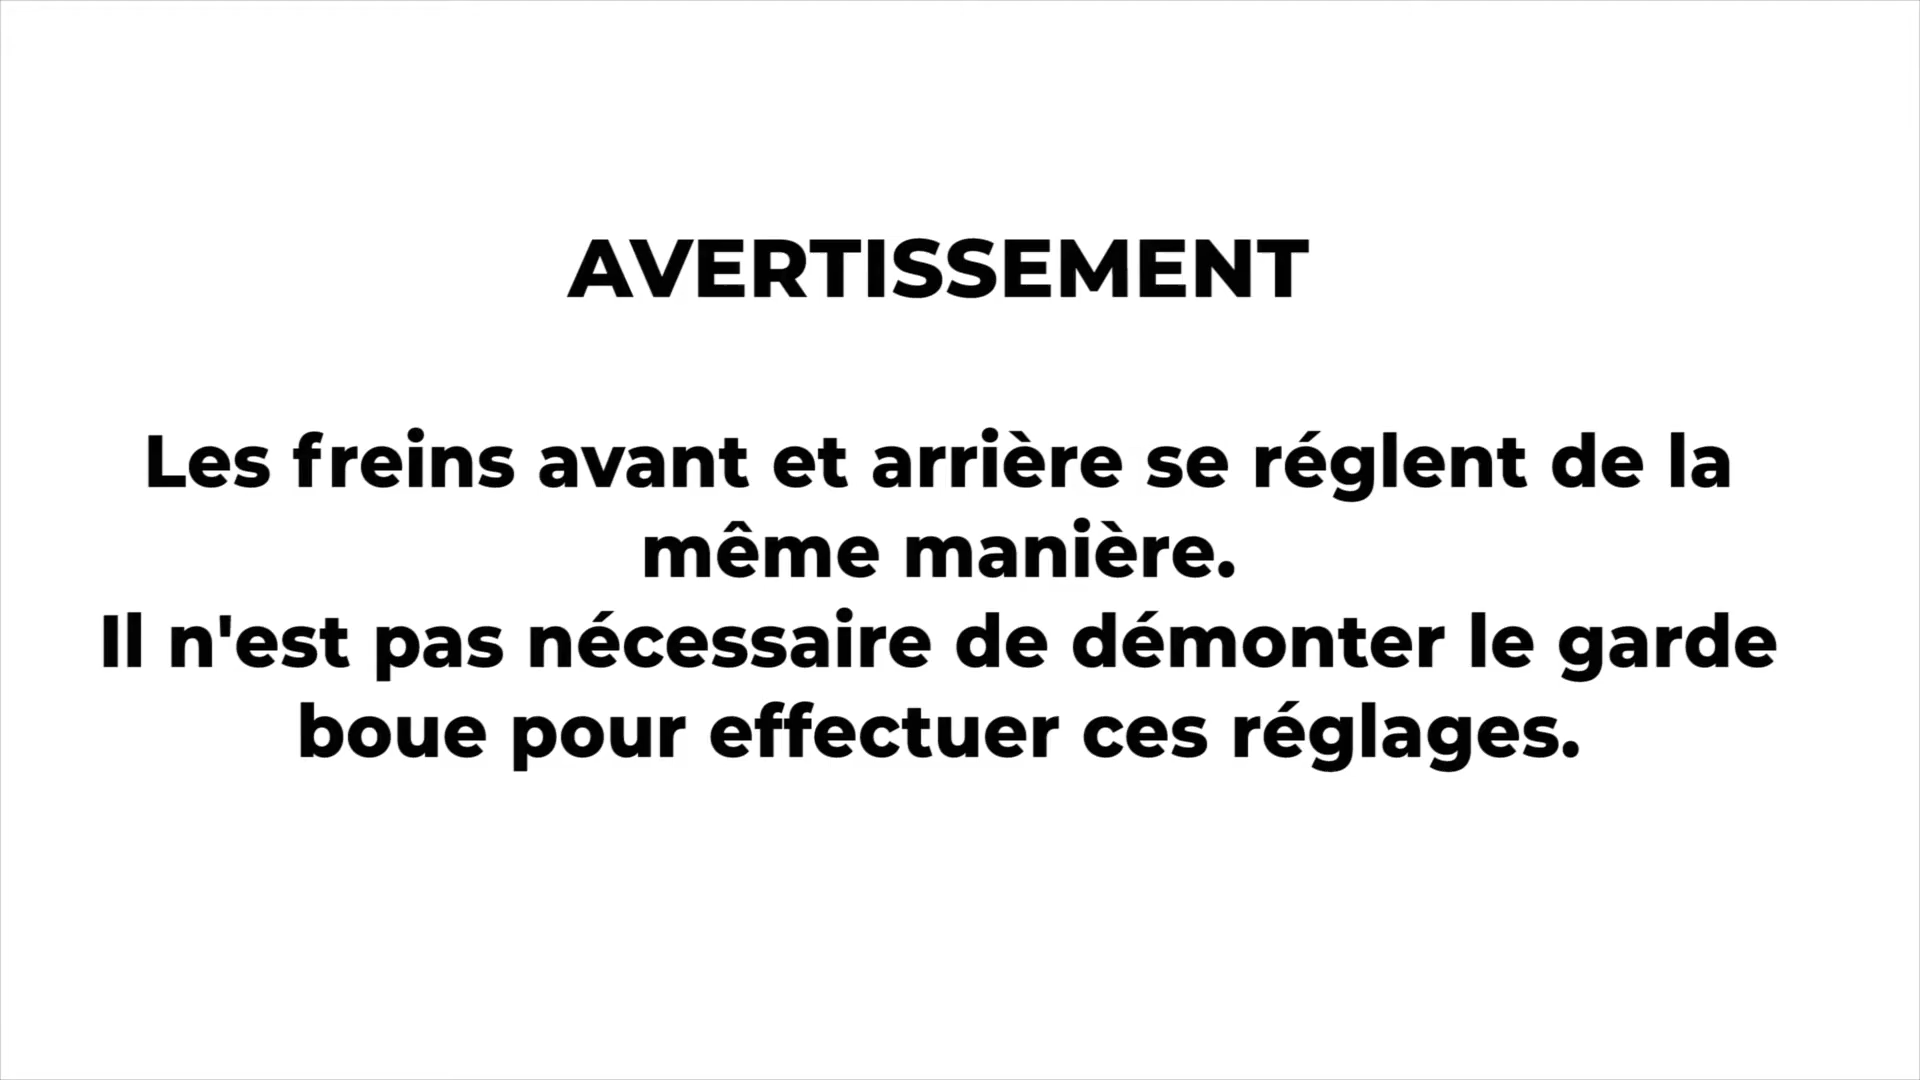 AVERTISSEMENT
Les freins avant et arrière se réglent de la
même manière.
Il n'est pas nécessaire de démonter le garde
boue pour effectuer ces réglages.